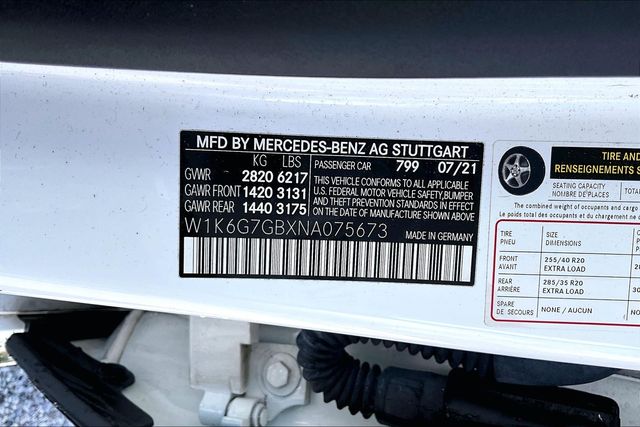 MFD BY MERCEDES-BENZ AG STUTTGART
KG LBS PASSENGER CAR 799 07/21
GVWR 2820 6217
GAWR FRONT 1420 3131
GAWR REAR 1440 3175
THIS VEHICLE CONFORMS TO ALL APPLICABLE
U.S. FEDERAL MOTOR VEHICLE SAFETY,BUMPER,
AND THEFT PREVENTION STANDARDS IN EFFECT
ON THE DATE OF MANUFACTURE SHOWN ABOVE.
W1K6G7GBXNA075673 MADE IN GERMANY
TIRE AND
RENSEIGNEMENTS S
SEATING CAPACITY
NOMBRE DE PLACES
The combined weight of occupants and car
Le poids total des occupants et du chargement ne
TIRE SIZE
PNEU DIMENSIONS
FRONT 255/40 R20
AVANT EXTRA LOAD
REAR 285/35 R20
ARRIÈRE EXTRA LOAD
SPARE NONE / AUCUN
DE SECOURS